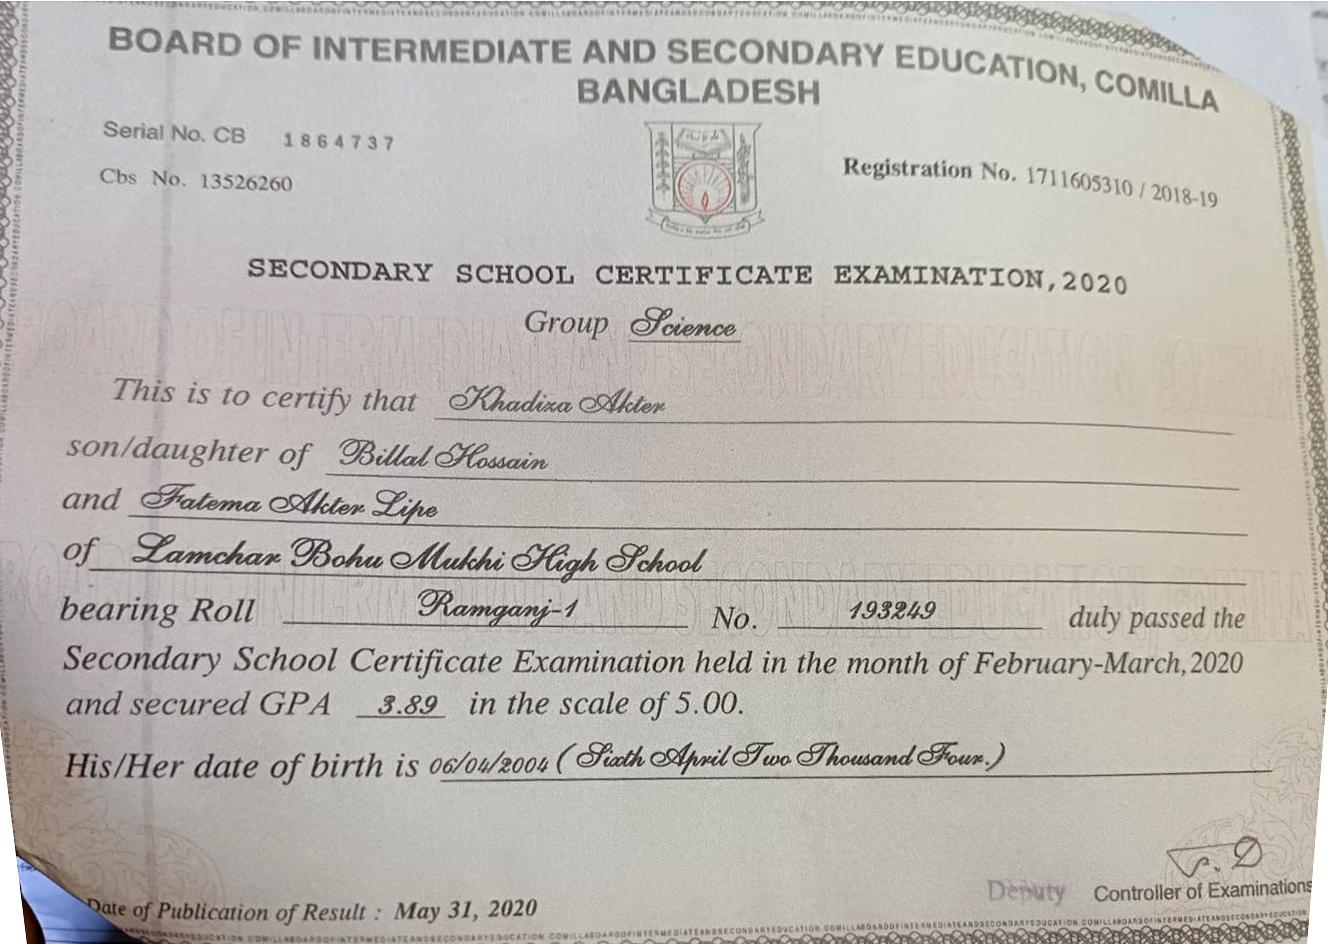 BOARD OF INTERMEDIATE AND SECONDARY EDUCATION, COMILLA
BANGLADESH
Serial No. CB 1864737
Cbs No. 13526260
Registration No. 1711605310 / 2018-19
SECONDARY SCHOOL CERTIFICATE EXAMINATION, 2020
Group Science
This is to certify that Khadiza Akter
son/daughter of Billal Hossain
and Fatema Akter Lipe
of Lamchar Bohu Mukhi High School
bearing Roll Ramganj-1 No. 193249 duly passed the
Secondary School Certificate Examination held in the month of February-March, 2020
and secured GPA 3.89 in the scale of 5.00.
His/Her date of birth is 06/04/2004 (Sixth April Two Thousand Four.)
Deputy Controller of Examinations
Date of Publication of Result : May 31, 2020